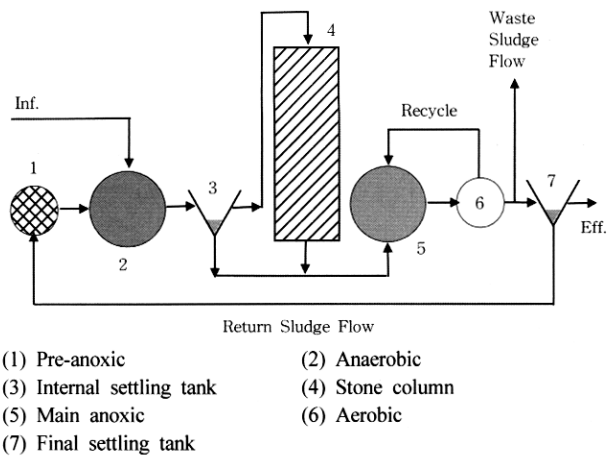 Waste
Sludge
Flow
4
Inf.
Recycle
1
3
7
6
Eff.
5
2
Return Sludge Flow
(1) Pre-anoxic (2) Anaerobic
(3) Internal settling tank (4) Stone column
(5) Main anoxic (6) Aerobic
(7) Final settling tank